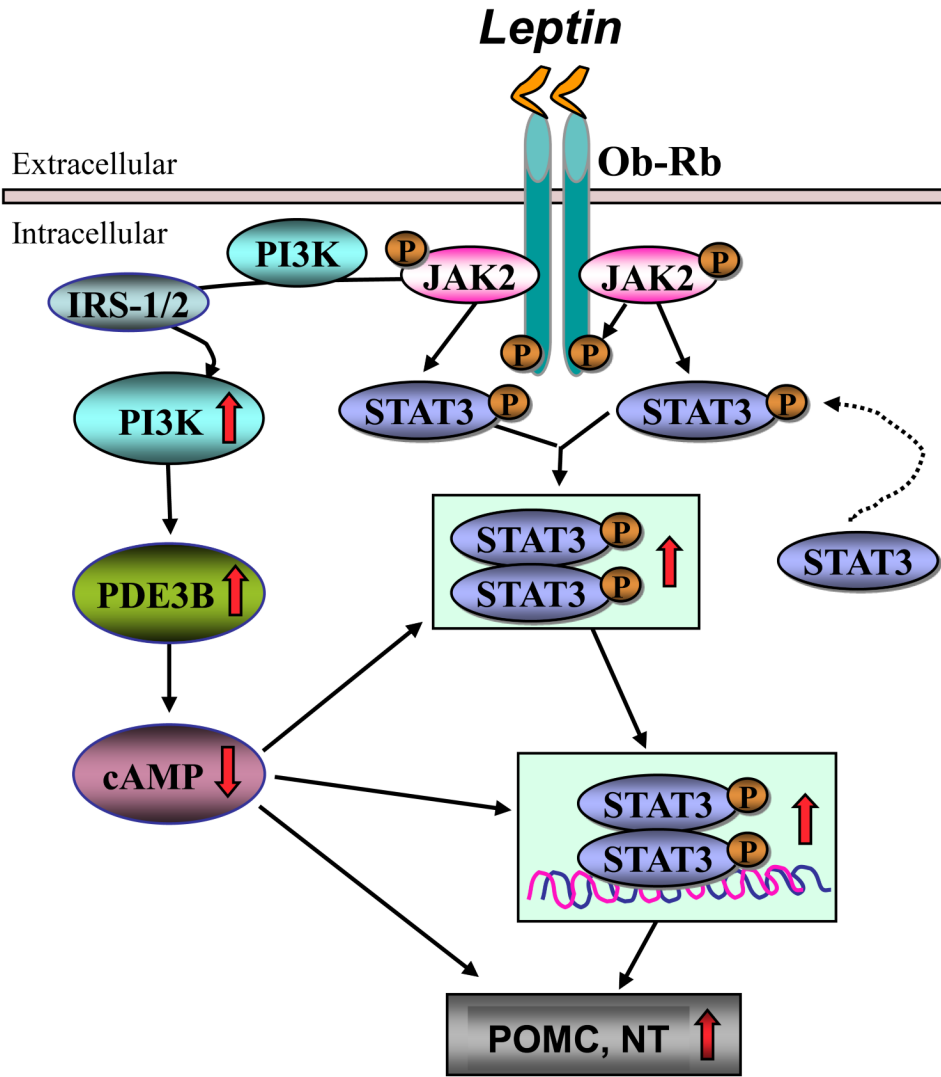 Leptin
Extracellular
Ob-Rb
Intracellular
PI3K
P
JAK2
JAK2
P
IRS-1/2
P
P
PI3K
STAT3
P
STAT3
P
STAT3
P
STAT3
P
STAT3
PDE3B
cAMP
STAT3
P
STAT3
P
POMC, NT